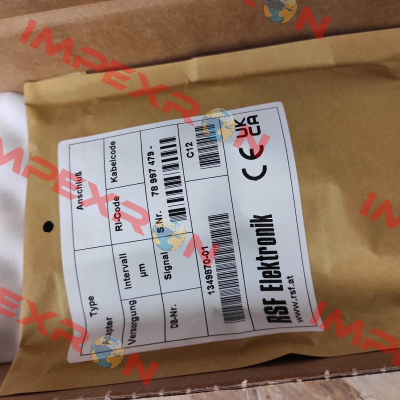 Type
Anschluß
Adapter
Intervall
RI-Code
Kabelcode
Versorgung
µm
Signal
S.Nr.
78 997 479 -
DB-Nr.
1349870-01
C12
RSF Elektronik
www.rsf.at
CE
UK
CA
IMPEXRON